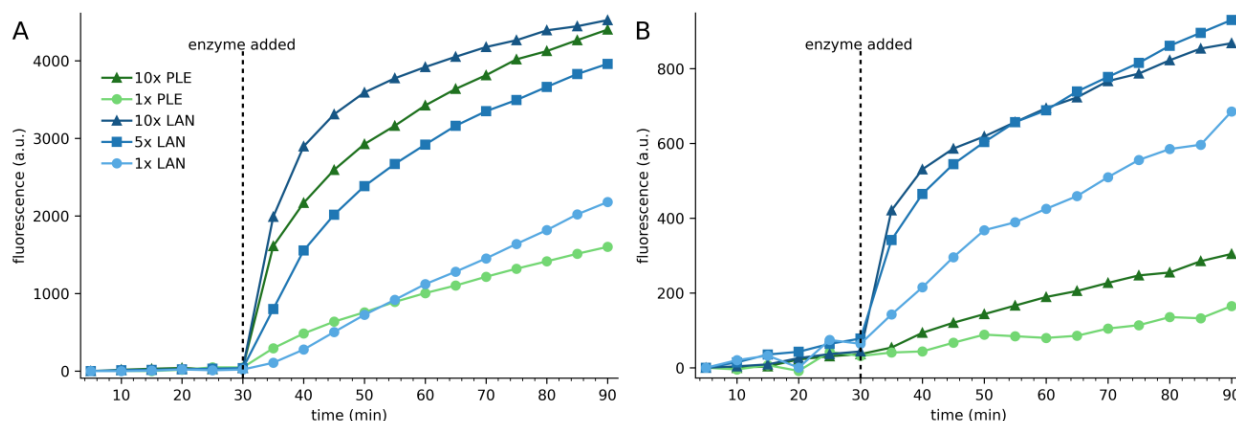 A
enzyme added
4000
3000
2000
1000
0
fluorescence (a.u.)
10x PLE
1x PLE
10x LAN
5x LAN
1x LAN
10 20 30 40 50 60 70 80 90
time (min)
B
enzyme added
800
600
400
200
0
fluorescence (a.u.)
10 20 30 40 50 60 70 80 90
time (min)